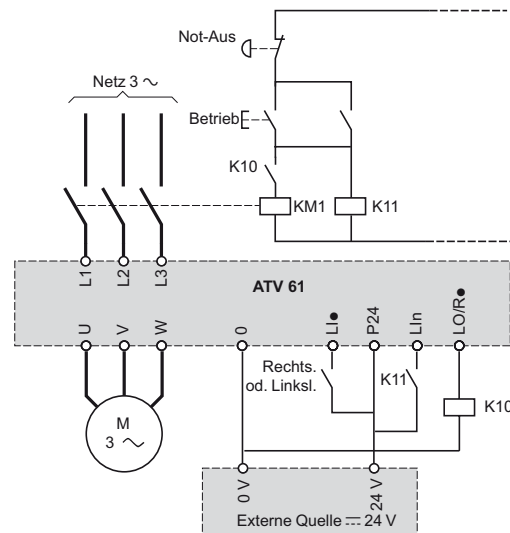 Not-Aus
Netz 3 ~
Betrieb
K10
KM1
K11
L1
L2
L3
ATV 61
U
V
W
0
LI●
P24
LIn
LO/R●
Rechts.
od. Linksl.
K11
K10
M
3 ~
0 V
24 V
Externe Quelle ⎓ 24 V